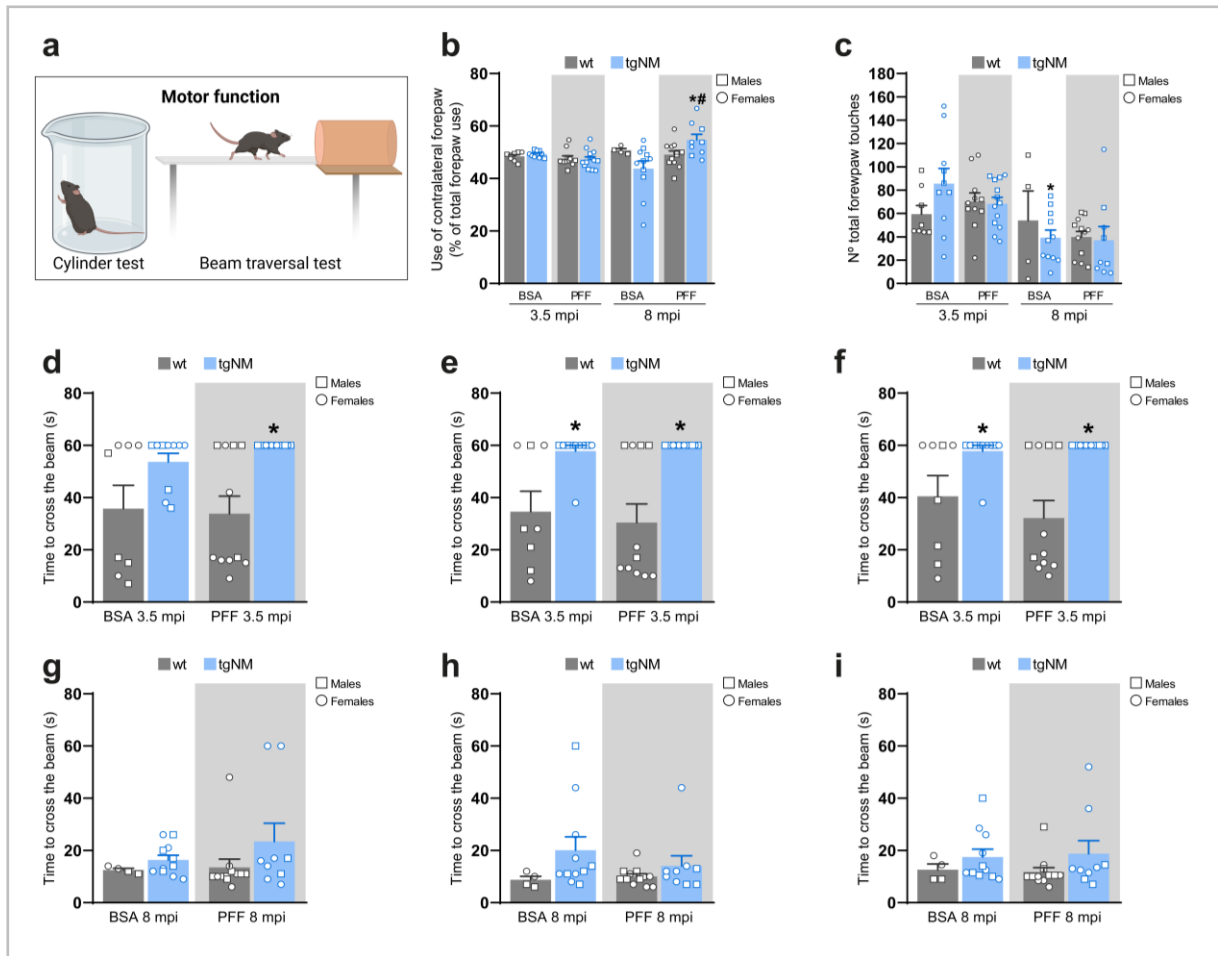 a
Motor function
Cylinder test
Beam traversal test
b
wt tgNM
Males
Females
Use of contralateral forepaw
(% of total forepaw use)
80
60
40
20
0
*#
BSA PFF BSA PFF
3.5 mpi 8 mpi
c
wt tgNM
Males
Females
Nº total forewpaw touches
180
160
140
120
100
80
60
40
20
0
*
BSA PFF BSA PFF
3.5 mpi 8 mpi
d
wt tgNM
Males
Females
Time to cross the beam (s)
80
60
40
20
0
*
BSA 3.5 mpi PFF 3.5 mpi
e
wt tgNM
Males
Females
Time to cross the beam (s)
80
60
40
20
0
* *
BSA 3.5 mpi PFF 3.5 mpi
f
wt tgNM
Males
Females
Time to cross the beam (s)
80
60
40
20
0
* *
BSA 3.5 mpi PFF 3.5 mpi
g
wt tgNM
Males
Females
Time to cross the beam (s)
80
60
40
20
0
BSA 8 mpi PFF 8 mpi
h
wt tgNM
Males
Females
Time to cross the beam (s)
80
60
40
20
0
BSA 8 mpi PFF 8 mpi
i
wt tgNM
Males
Females
Time to cross the beam (s)
80
60
40
20
0
BSA 8 mpi PFF 8 mpi